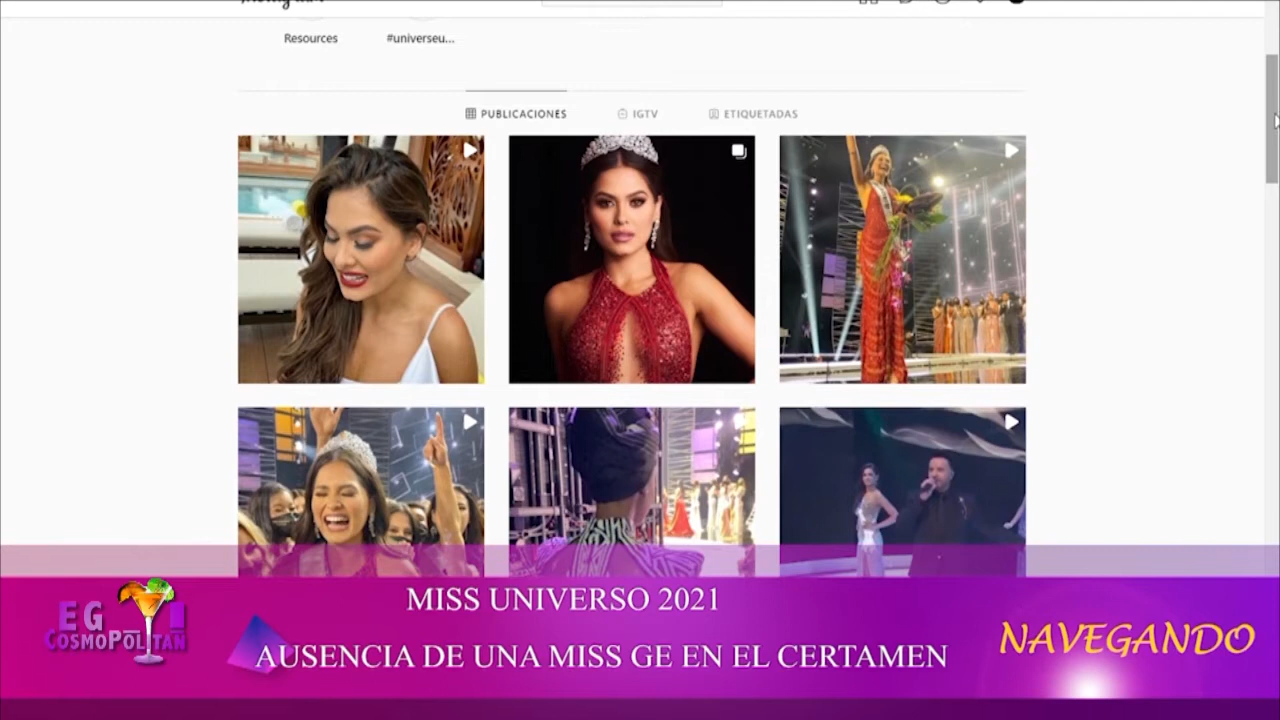 Resources #universeu...
PUBLICACIONES IGTV ETIQUETADAS
MISS UNIVERSO 2021
AUSENCIA DE UNA MISS GE EN EL CERTAMEN
EG I
COSMOPOLITAN
NAVEGANDO